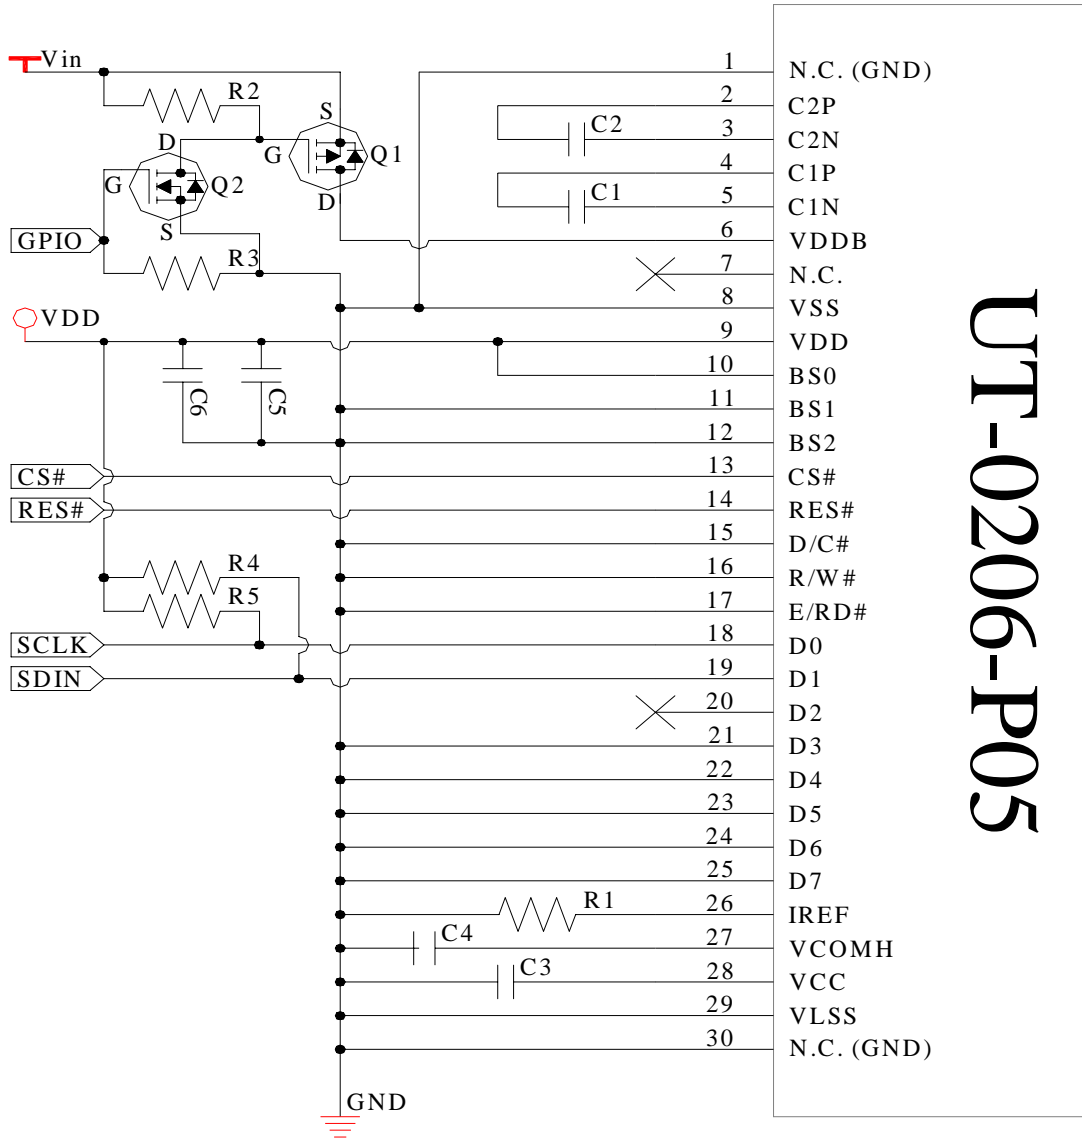 Vin
R2
S
D
G
Q1
G
Q2
D
S
GPIO
R3
VDD
C6
C5
CS#
RES#
R4
R5
SCLK
SDIN
C2
C1
R1
C4
C3
GND
1 N.C. (GND)
2 C2P
3 C2N
4 C1P
5 C1N
6 VDDB
7 N.C.
8 VSS
9 VDD
10 BS0
11 BS1
12 BS2
13 CS#
14 RES#
15 D/C#
16 R/W#
17 E/RD#
18 D0
19 D1
20 D2
21 D3
22 D4
23 D5
24 D6
25 D7
26 IREF
27 VCOMH
28 VCC
29 VLSS
30 N.C. (GND)
UT-0206-P05